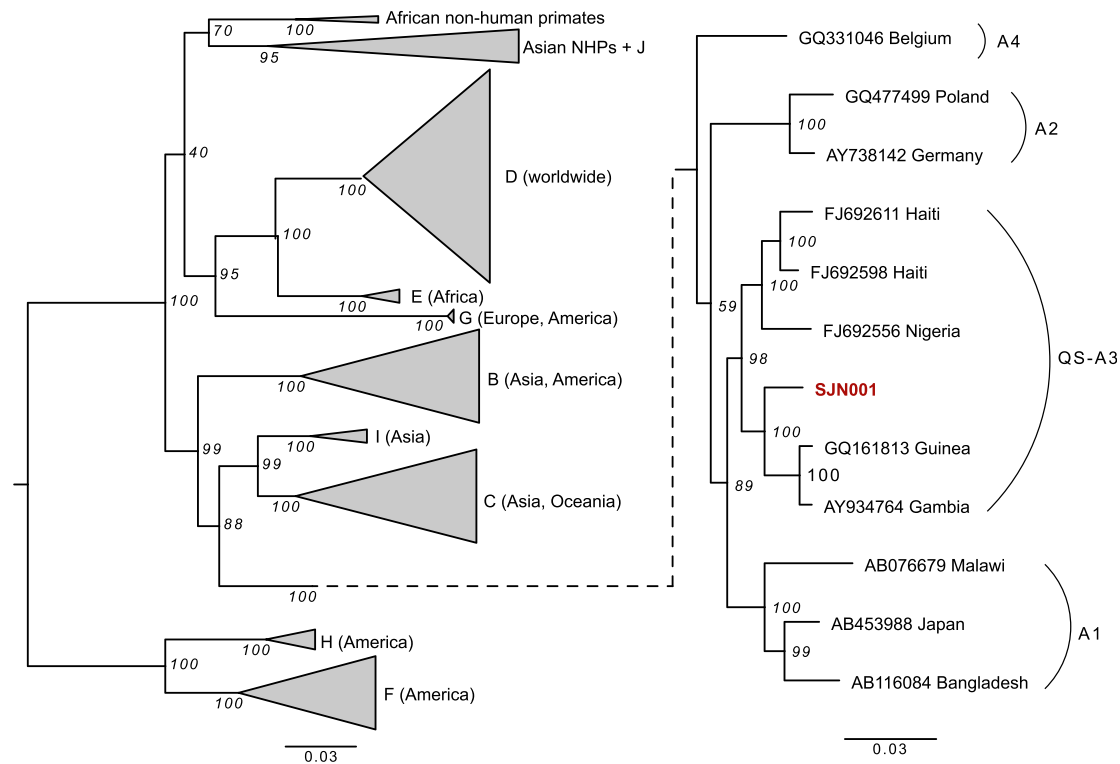 African non-human primates
70
100
Asian NHPs + J
95
40
D (worldwide)
100
100
95
E (Africa)
100
G (Europe, America)
100
100
B (Asia, America)
100
99
I (Asia)
100
99
C (Asia, Oceania)
100
88
100
H (America)
100
100
F (America)
100
0.03
GQ331046 Belgium
A4
GQ477499 Poland
100
A2
AY738142 Germany
FJ692611 Haiti
100
FJ692598 Haiti
100
59
FJ692556 Nigeria
98
QS-A3
SJN001
100
GQ161813 Guinea
100
89
AY934764 Gambia
AB076679 Malawi
100
AB453988 Japan
A1
99
AB116084 Bangladesh
0.03